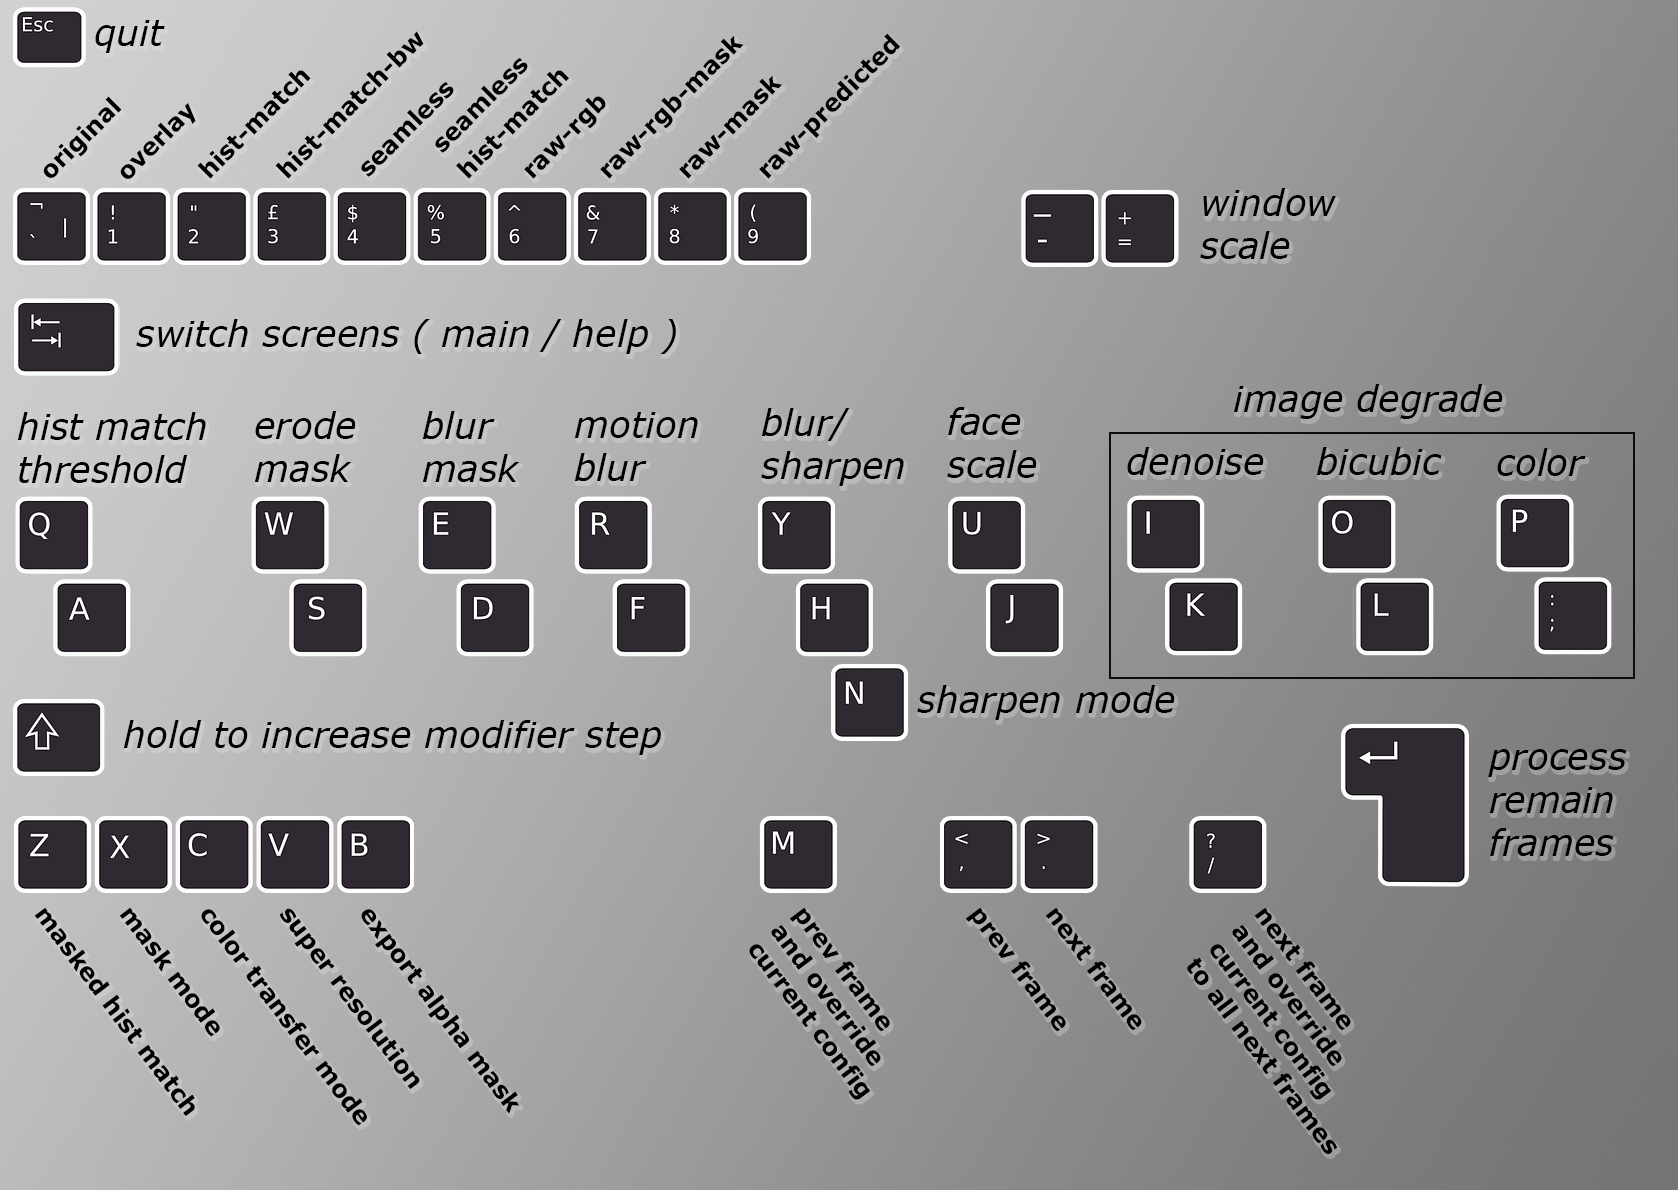 Esc quit
original
overlay
hist-match
hist-match-bw
seamless
seamless
hist-match
raw-rgb
raw-rgb-mask
raw-mask
raw-predicted
¬
` |
!
1
"
2
£
3
$
4
%
5
^
6
&
7
*
8
(
9
_
-
+
=
window
scale
switch screens ( main / help )
image degrade
hist match
threshold
erode
mask
blur
mask
motion
blur
blur/
sharpen
face
scale
denoise
bicubic
color
Q W E R Y U I O P
A S D F H J K L
:
;
N sharpen mode
hold to increase modifier step
process
remain
frames
Z X C V B M
<
,
>
.
?
/
masked hist match
mask mode
color transfer mode
super resolution
export alpha mask
prev frame
and override
current config
prev frame
next frame
next frame
and override
current config
to all next frames